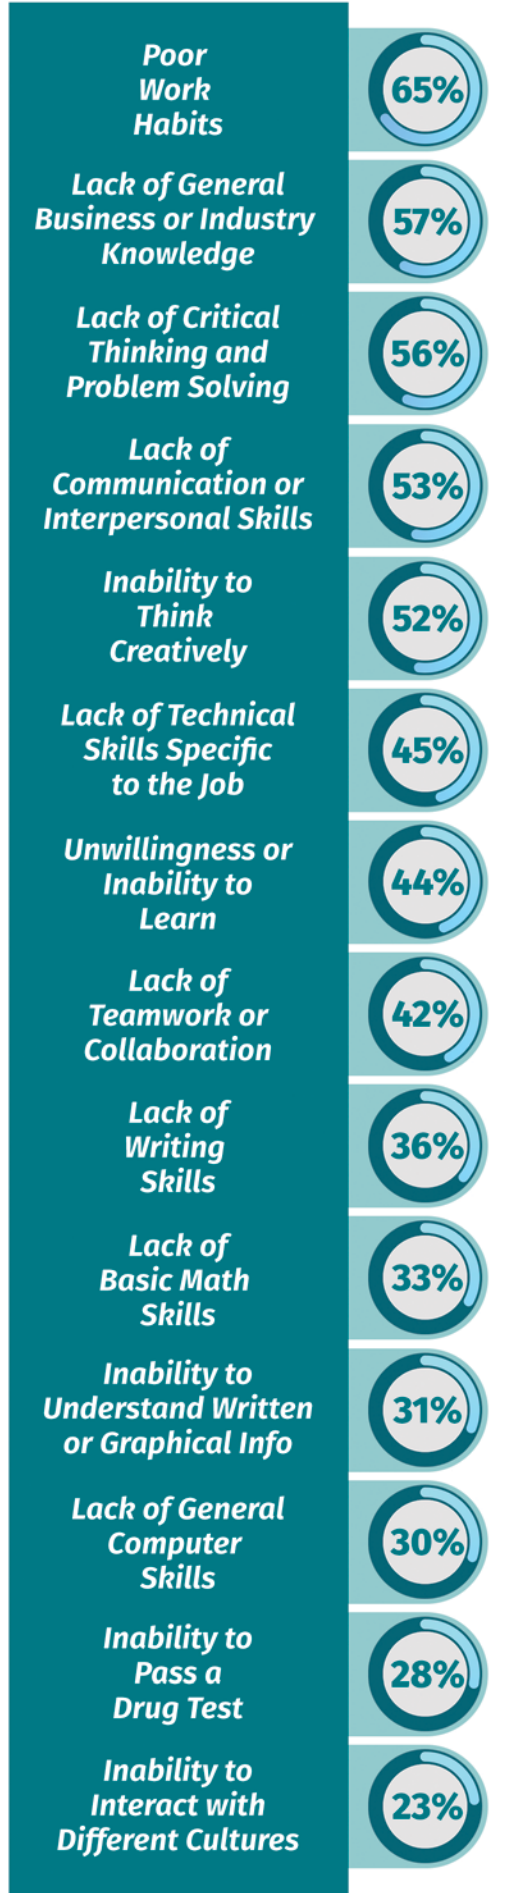 Poor
Work
Habits
65%
Lack of General
Business or Industry
Knowledge
57%
Lack of Critical
Thinking and
Problem Solving
56%
Lack of
Communication or
Interpersonal Skills
53%
Inability to
Think
Creatively
52%
Lack of Technical
Skills Specific
to the Job
45%
Unwillingness or
Inability to
Learn
44%
Lack of
Teamwork or
Collaboration
42%
Lack of
Writing
Skills
36%
Lack of
Basic Math
Skills
33%
Inability to
Understand Written
or Graphical Info
31%
Lack of General
Computer
Skills
30%
Inability to
Pass a
Drug Test
28%
Inability to
Interact with
Different Cultures
23%